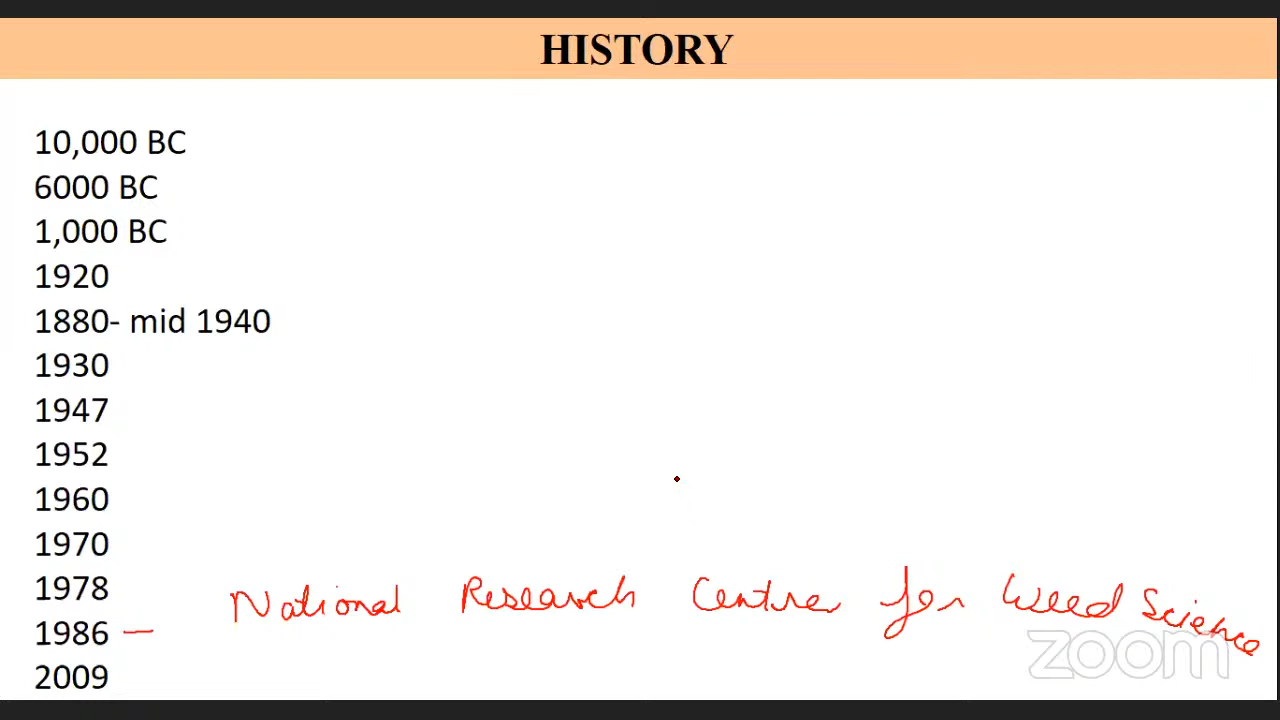 HISTORY
10,000 BC
6000 BC
1,000 BC
1920
1880- mid 1940
1930
1947
1952
1960
1970
1978
1986 — National Research Centre for Weed Science
2009
zoom